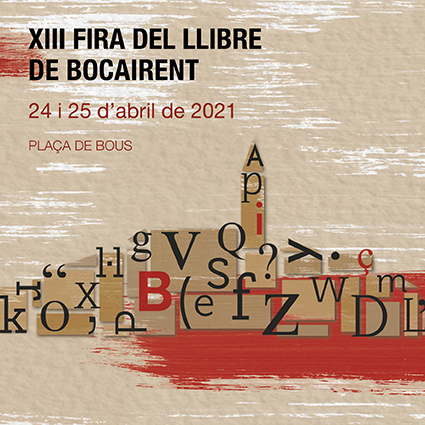 XIII FIRA DEL LLIBRE
DE BOCAIRENT
24 i 25 d’abril de 2021
PLAÇA DE BOUS
A
p
i
g V Q ? y . ç
k r “ o ; x l·l p B ( e s f z w D m L'